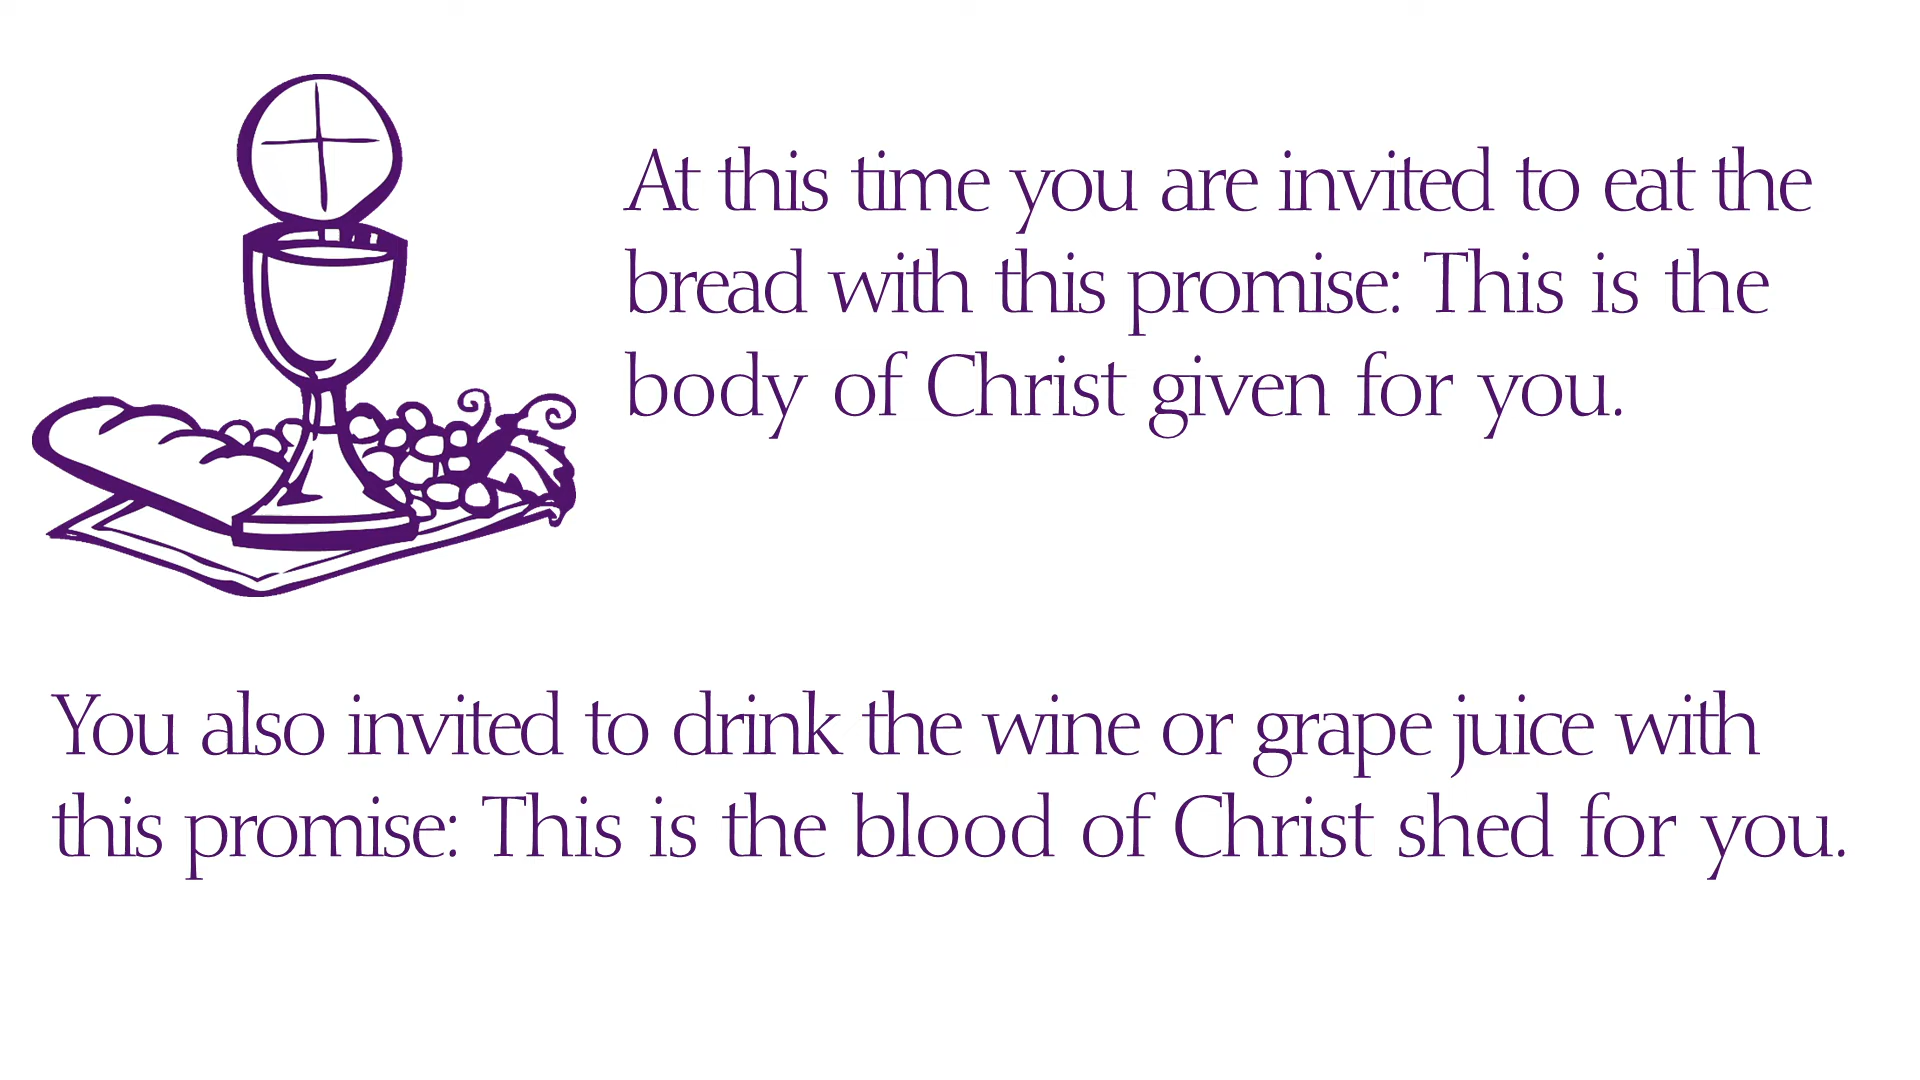 At this time you are invited to eat the
bread with this promise: This is the
body of Christ given for you.
You also invited to drink the wine or grape juice with
this promise: This is the blood of Christ shed for you.